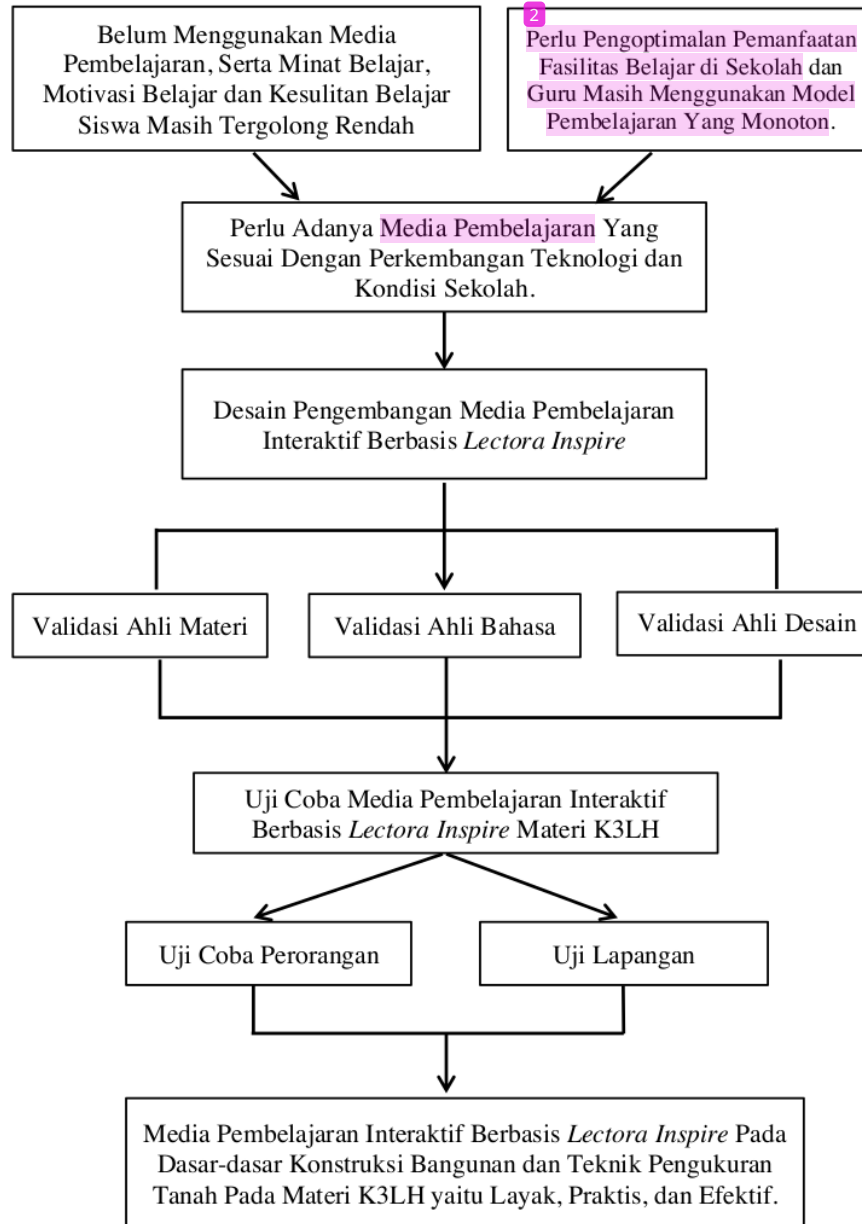 Belum Menggunakan Media
Pembelajaran, Serta Minat Belajar,
Motivasi Belajar dan Kesulitan Belajar
Siswa Masih Tergolong Rendah
2
Perlu Pengoptimalan Pemanfaatan
Fasilitas Belajar di Sekolah dan
Guru Masih Menggunakan Model
Pembelajaran Yang Monoton.
Perlu Adanya Media Pembelajaran Yang
Sesuai Dengan Perkembangan Teknologi dan
Kondisi Sekolah.
Desain Pengembangan Media Pembelajaran
Interaktif Berbasis Lectora Inspire
Validasi Ahli Materi
Validasi Ahli Bahasa
Validasi Ahli Desain
Uji Coba Media Pembelajaran Interaktif
Berbasis Lectora Inspire Materi K3LH
Uji Coba Perorangan
Uji Lapangan
Media Pembelajaran Interaktif Berbasis Lectora Inspire Pada
Dasar-dasar Konstruksi Bangunan dan Teknik Pengukuran
Tanah Pada Materi K3LH yaitu Layak, Praktis, dan Efektif.